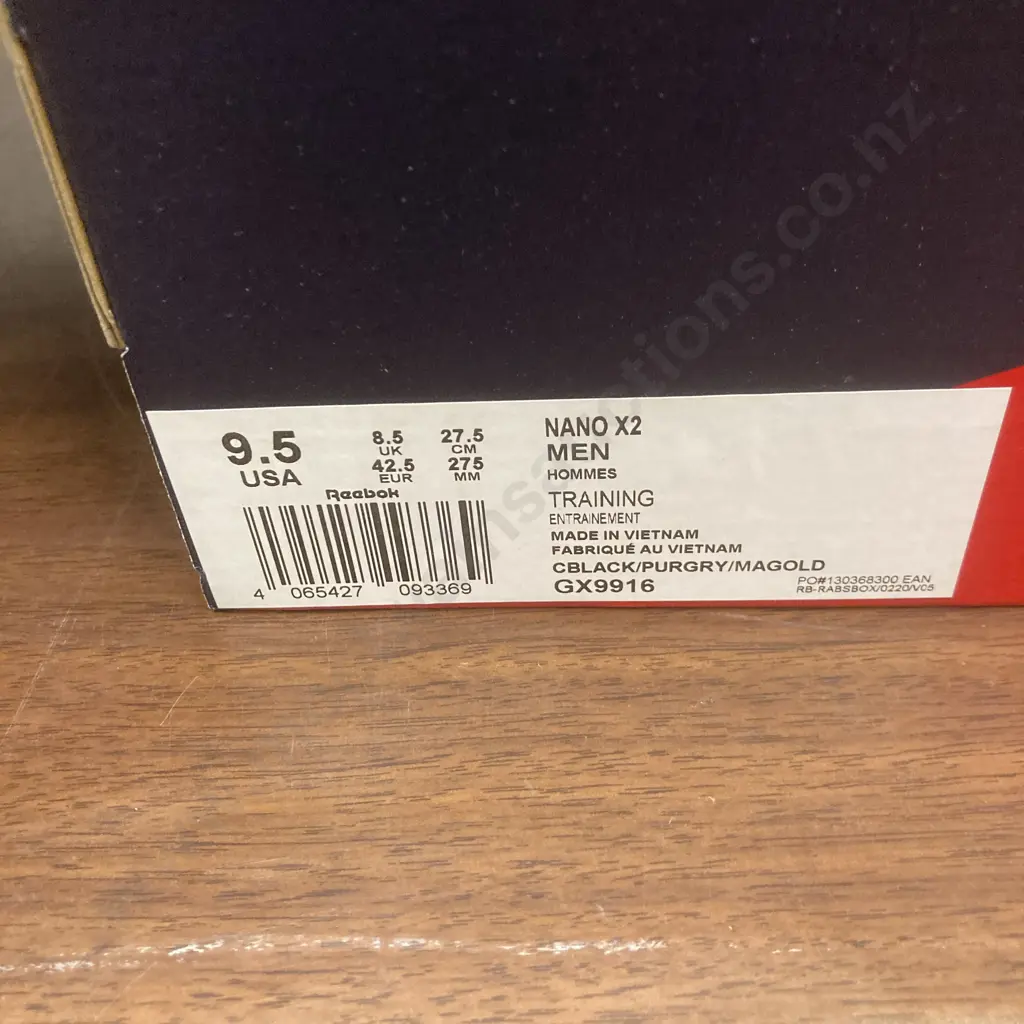 9.5
USA
8.5
UK
42.5
EUR
27.5
CM
275
MM
Reebok
4 065427 093369
NANO X2
MEN
HOMMES
TRAINING
ENTRAINEMENT
MADE IN VIETNAM
FABRIQUÉ AU VIETNAM
CBLACK/PURGRY/MAGOLD
GX9916
PO#130368300 EAN
RB-RABSBOX/0220/V05